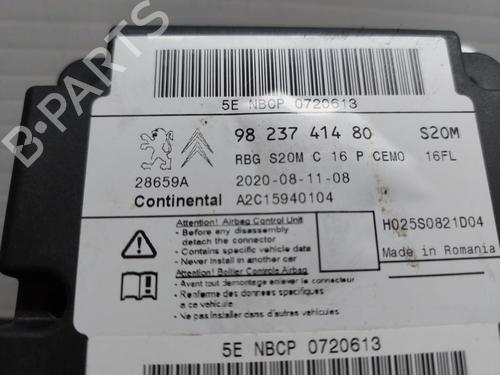 5E NBCP 0720613
98 237 414 80 S20M
RBG S20M C 16 P CEMO 16FL
28659A 2020-08-11-08
Continental A2C15940104
Attention! Airbag Control Unit
- Before any disassembly
detach the connector
- Contains specific vehicle data
- Never install in another car
H025S0821D04
Made in Romania
Attention! Boîtier Contrôle Airbag
- Avant tout démontage enlever le connecteur
- Renferme des données spécifiques
a ce véhicule
- Ne pas installer dans d'autres véhicules
5E NBCP 0720613
B-PARTS